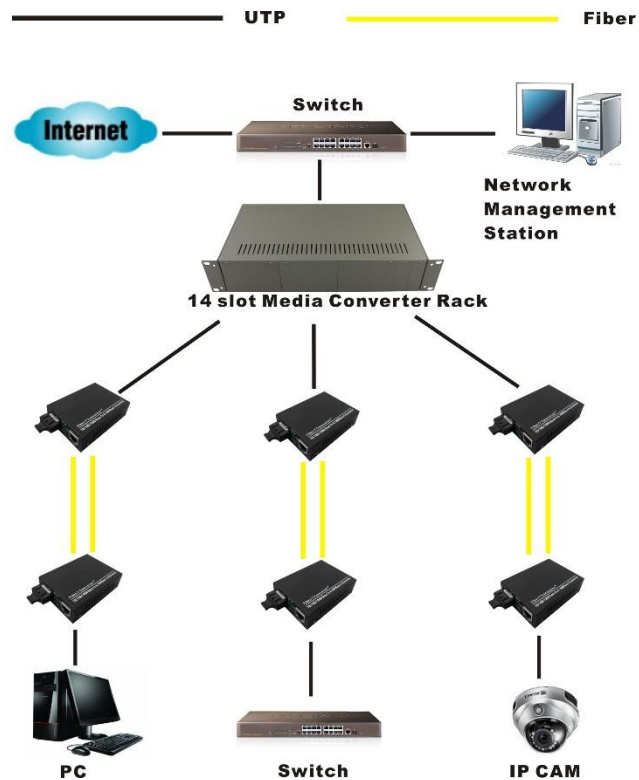 UTP
Fiber
Switch
Internet
Network
Management
Station
14 slot Media Converter Rack
PC
Switch
IP CAM